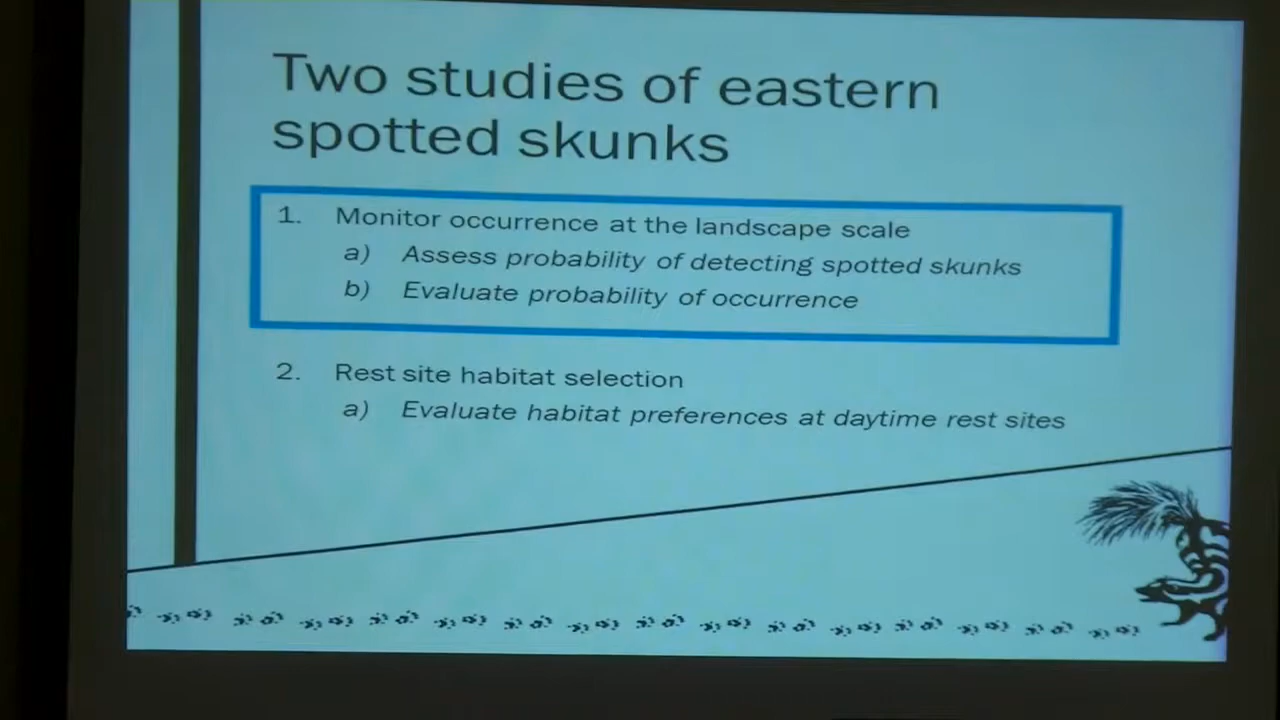 Two studies of eastern
spotted skunks
1. Monitor occurrence at the landscape scale
a) Assess probability of detecting spotted skunks
b) Evaluate probability of occurrence
2. Rest site habitat selection
a) Evaluate habitat preferences at daytime rest sites